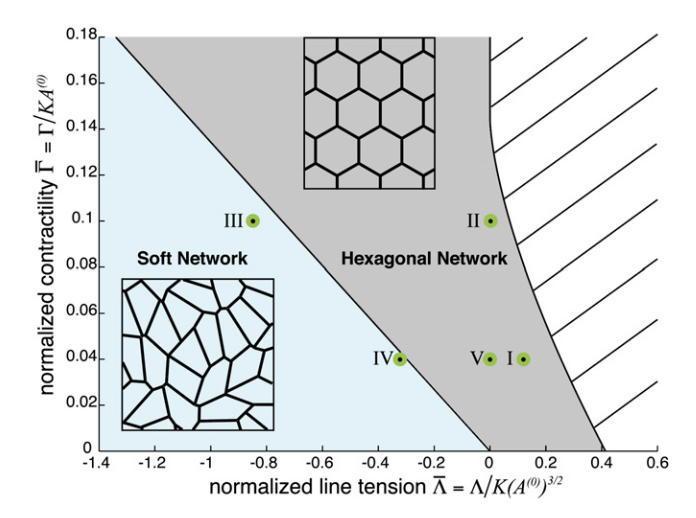 0.18
0.16
0.14
0.12
0.1
0.08
0.06
0.04
0.02
0
normalized contractility Γ̅ = Γ/KA⁽⁰⁾
III
II
Soft Network
Hexagonal Network
IV
V
I
-1.4 -1.2 -1 -0.8 -0.6 -0.4 -0.2 0 0.2 0.4 0.6
normalized line tension Λ̅ = Λ/K(A⁽⁰⁾)³/²